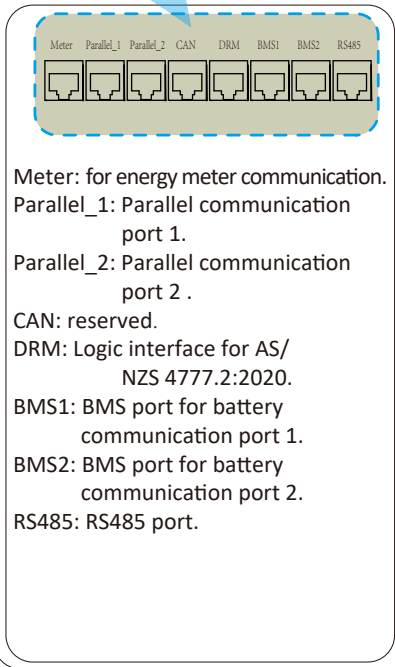 Meter Parallel_1 Parallel_2 CAN DRM BMS1 BMS2 RS485
Meter: for energy meter communication.
Parallel_1: Parallel communication
port 1.
Parallel_2: Parallel communication
port 2 .
CAN: reserved.
DRM: Logic interface for AS/
NZS 4777.2:2020.
BMS1: BMS port for battery
communication port 1.
BMS2: BMS port for battery
communication port 2.
RS485: RS485 port.